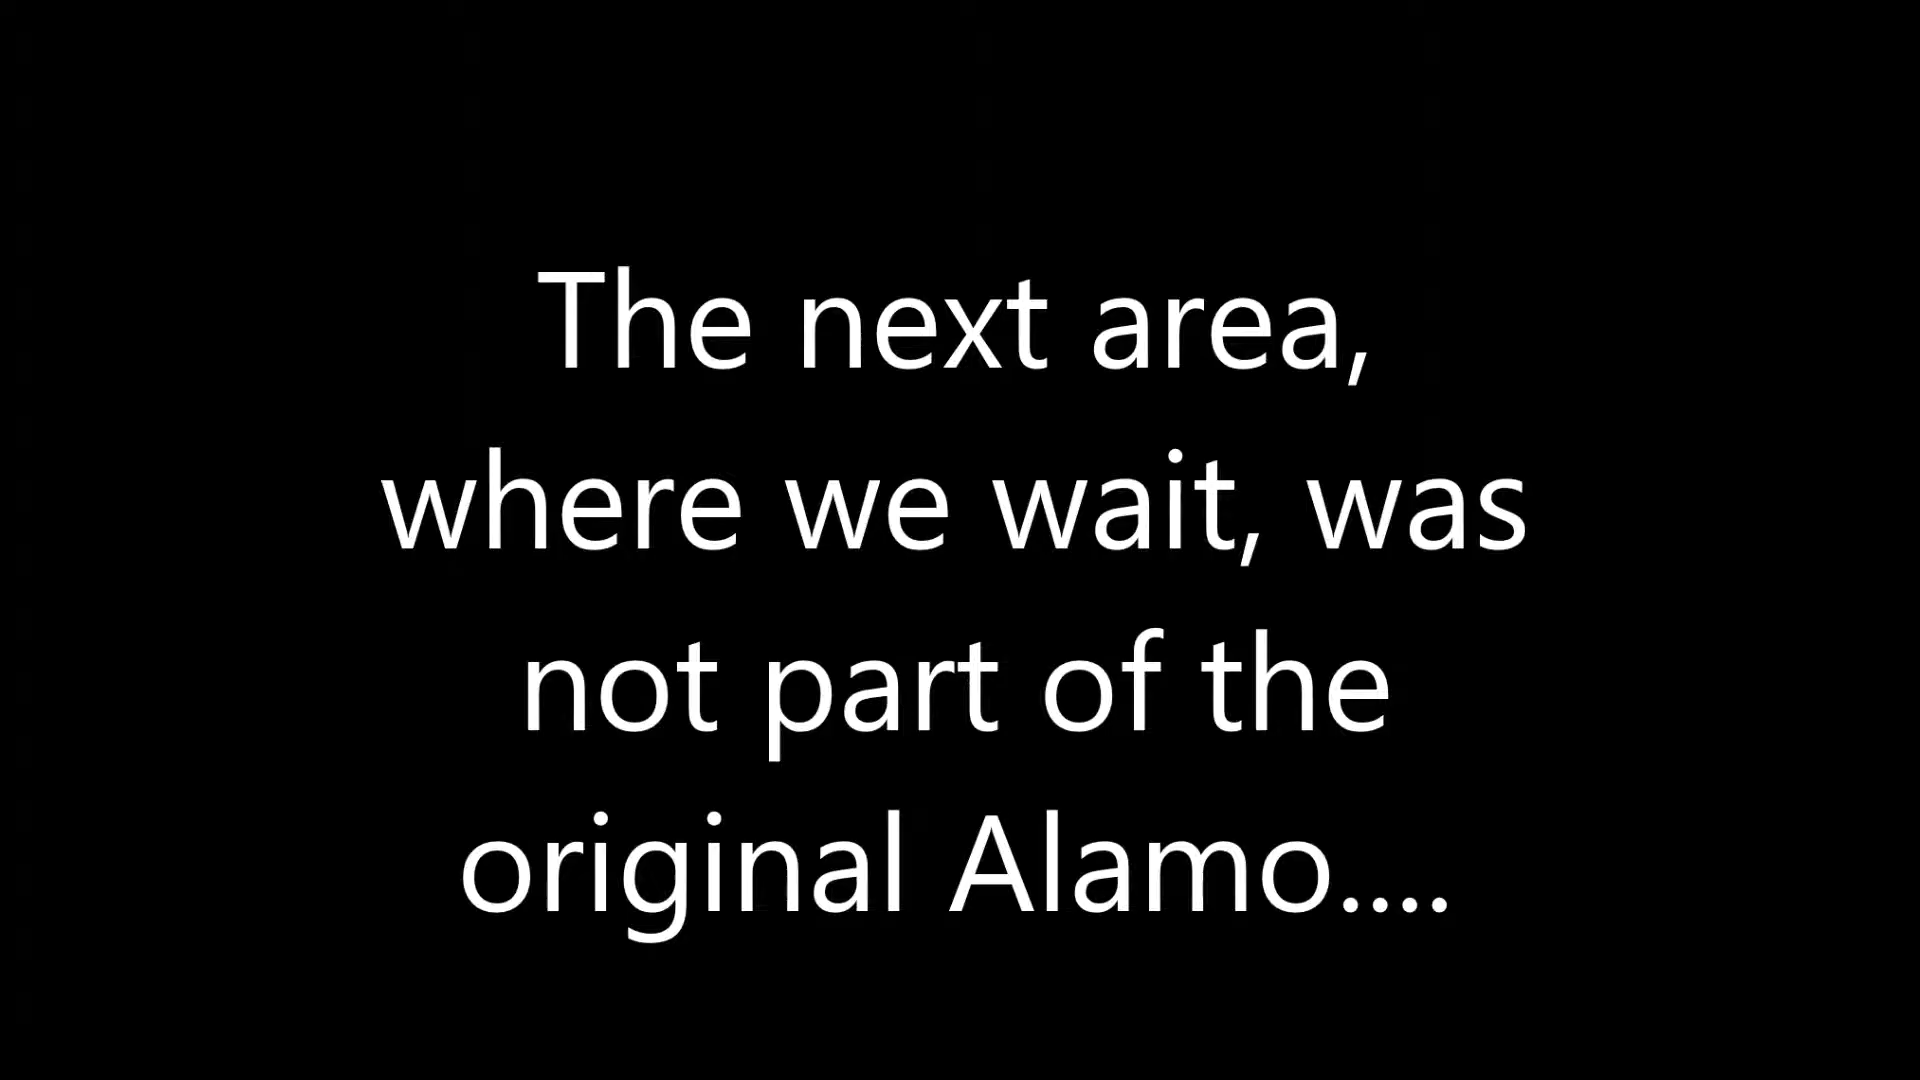 The next area,
where we wait, was
not part of the
original Alamo....